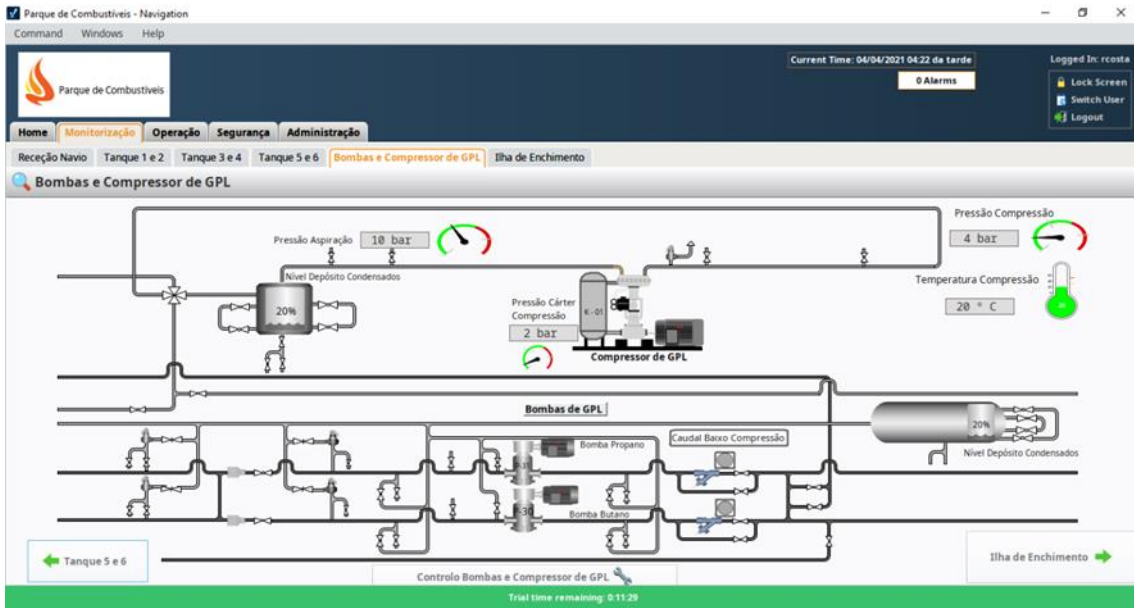 Parque de Combustíveis - Navigation
Command Windows Help
Current Time: 04/04/2021 04:22 da tarde
Logged In: rcosta
0 Alarms
Lock Screen
Switch User
Logout
Parque de Combustíveis
Home Monitorização Operação Segurança Administração
Receção Navio Tanque 1 e 2 Tanque 3 e 4 Tanque 5 e 6 Bombas e Compressor de GPL Ilha de Enchimento
Bombas e Compressor de GPL
Pressão Compressão
4 bar
Pressão Aspiração 10 bar
Nível Depósito Condensados
20%
Temperatura Compressão
20 ° C
Pressão Cárter
Compressão
2 bar
K-01
Compressor de GPL
Bombas de GPL
Bomba Propano
Caudal Baixo Compressão
20%
Nível Depósito Condensados
P-30
Bomba Butano
Tanque 5 e 6
Ilha de Enchimento
Controlo Bombas e Compressor de GPL
Trial time remaining: 0:11:29